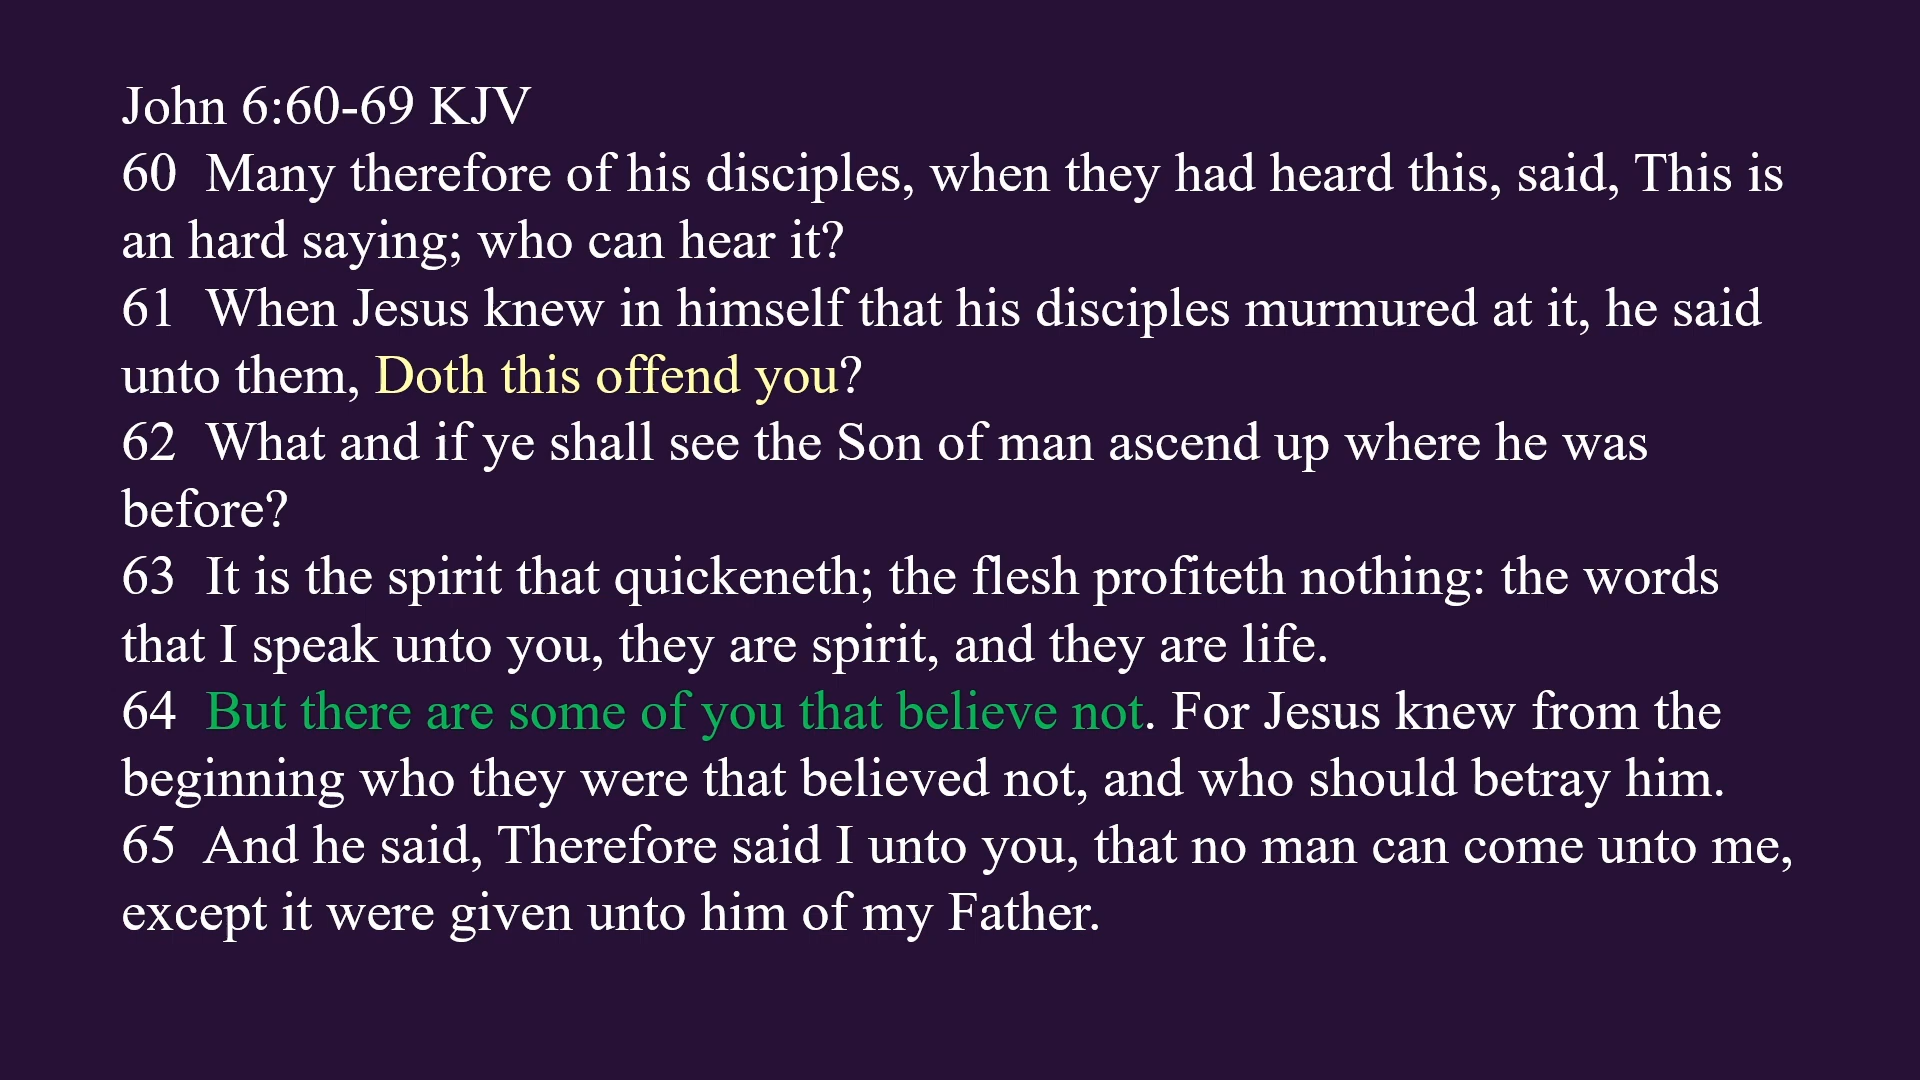 John 6:60-69 KJV
60  Many therefore of his disciples, when they had heard this, said, This is
an hard saying; who can hear it?
61  When Jesus knew in himself that his disciples murmured at it, he said
unto them, Doth this offend you?
62  What and if ye shall see the Son of man ascend up where he was
before?
63  It is the spirit that quickeneth; the flesh profiteth nothing: the words
that I speak unto you, they are spirit, and they are life.
64  But there are some of you that believe not. For Jesus knew from the
beginning who they were that believed not, and who should betray him.
65  And he said, Therefore said I unto you, that no man can come unto me,
except it were given unto him of my Father.